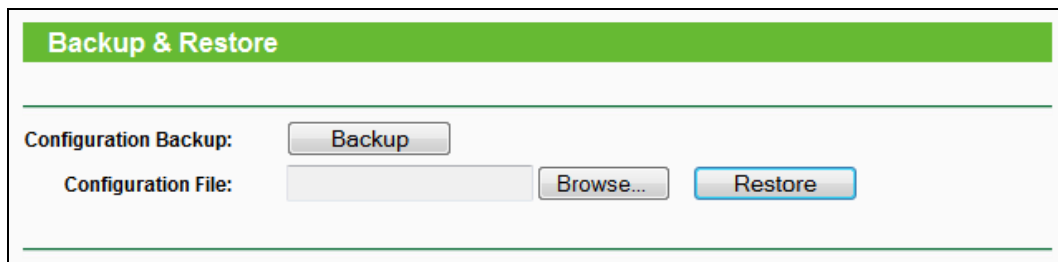 Backup & Restore
Configuration Backup: Backup
Configuration File: Browse... Restore